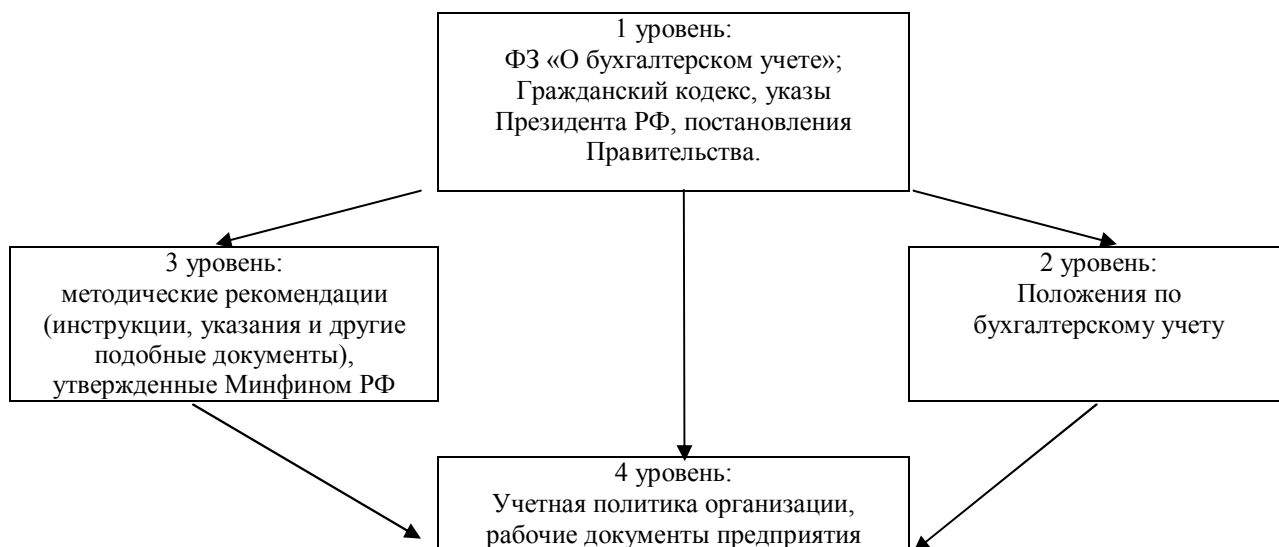 1 уровень:
ФЗ «О бухгалтерском учете»;
Гражданский кодекс, указы
Президента РФ, постановления
Правительства.
3 уровень:
методические рекомендации
(инструкции, указания и другие
подобные документы),
утвержденные Минфином РФ
2 уровень:
Положения по
бухгалтерскому учету
4 уровень:
Учетная политика организации,
рабочие документы предприятия